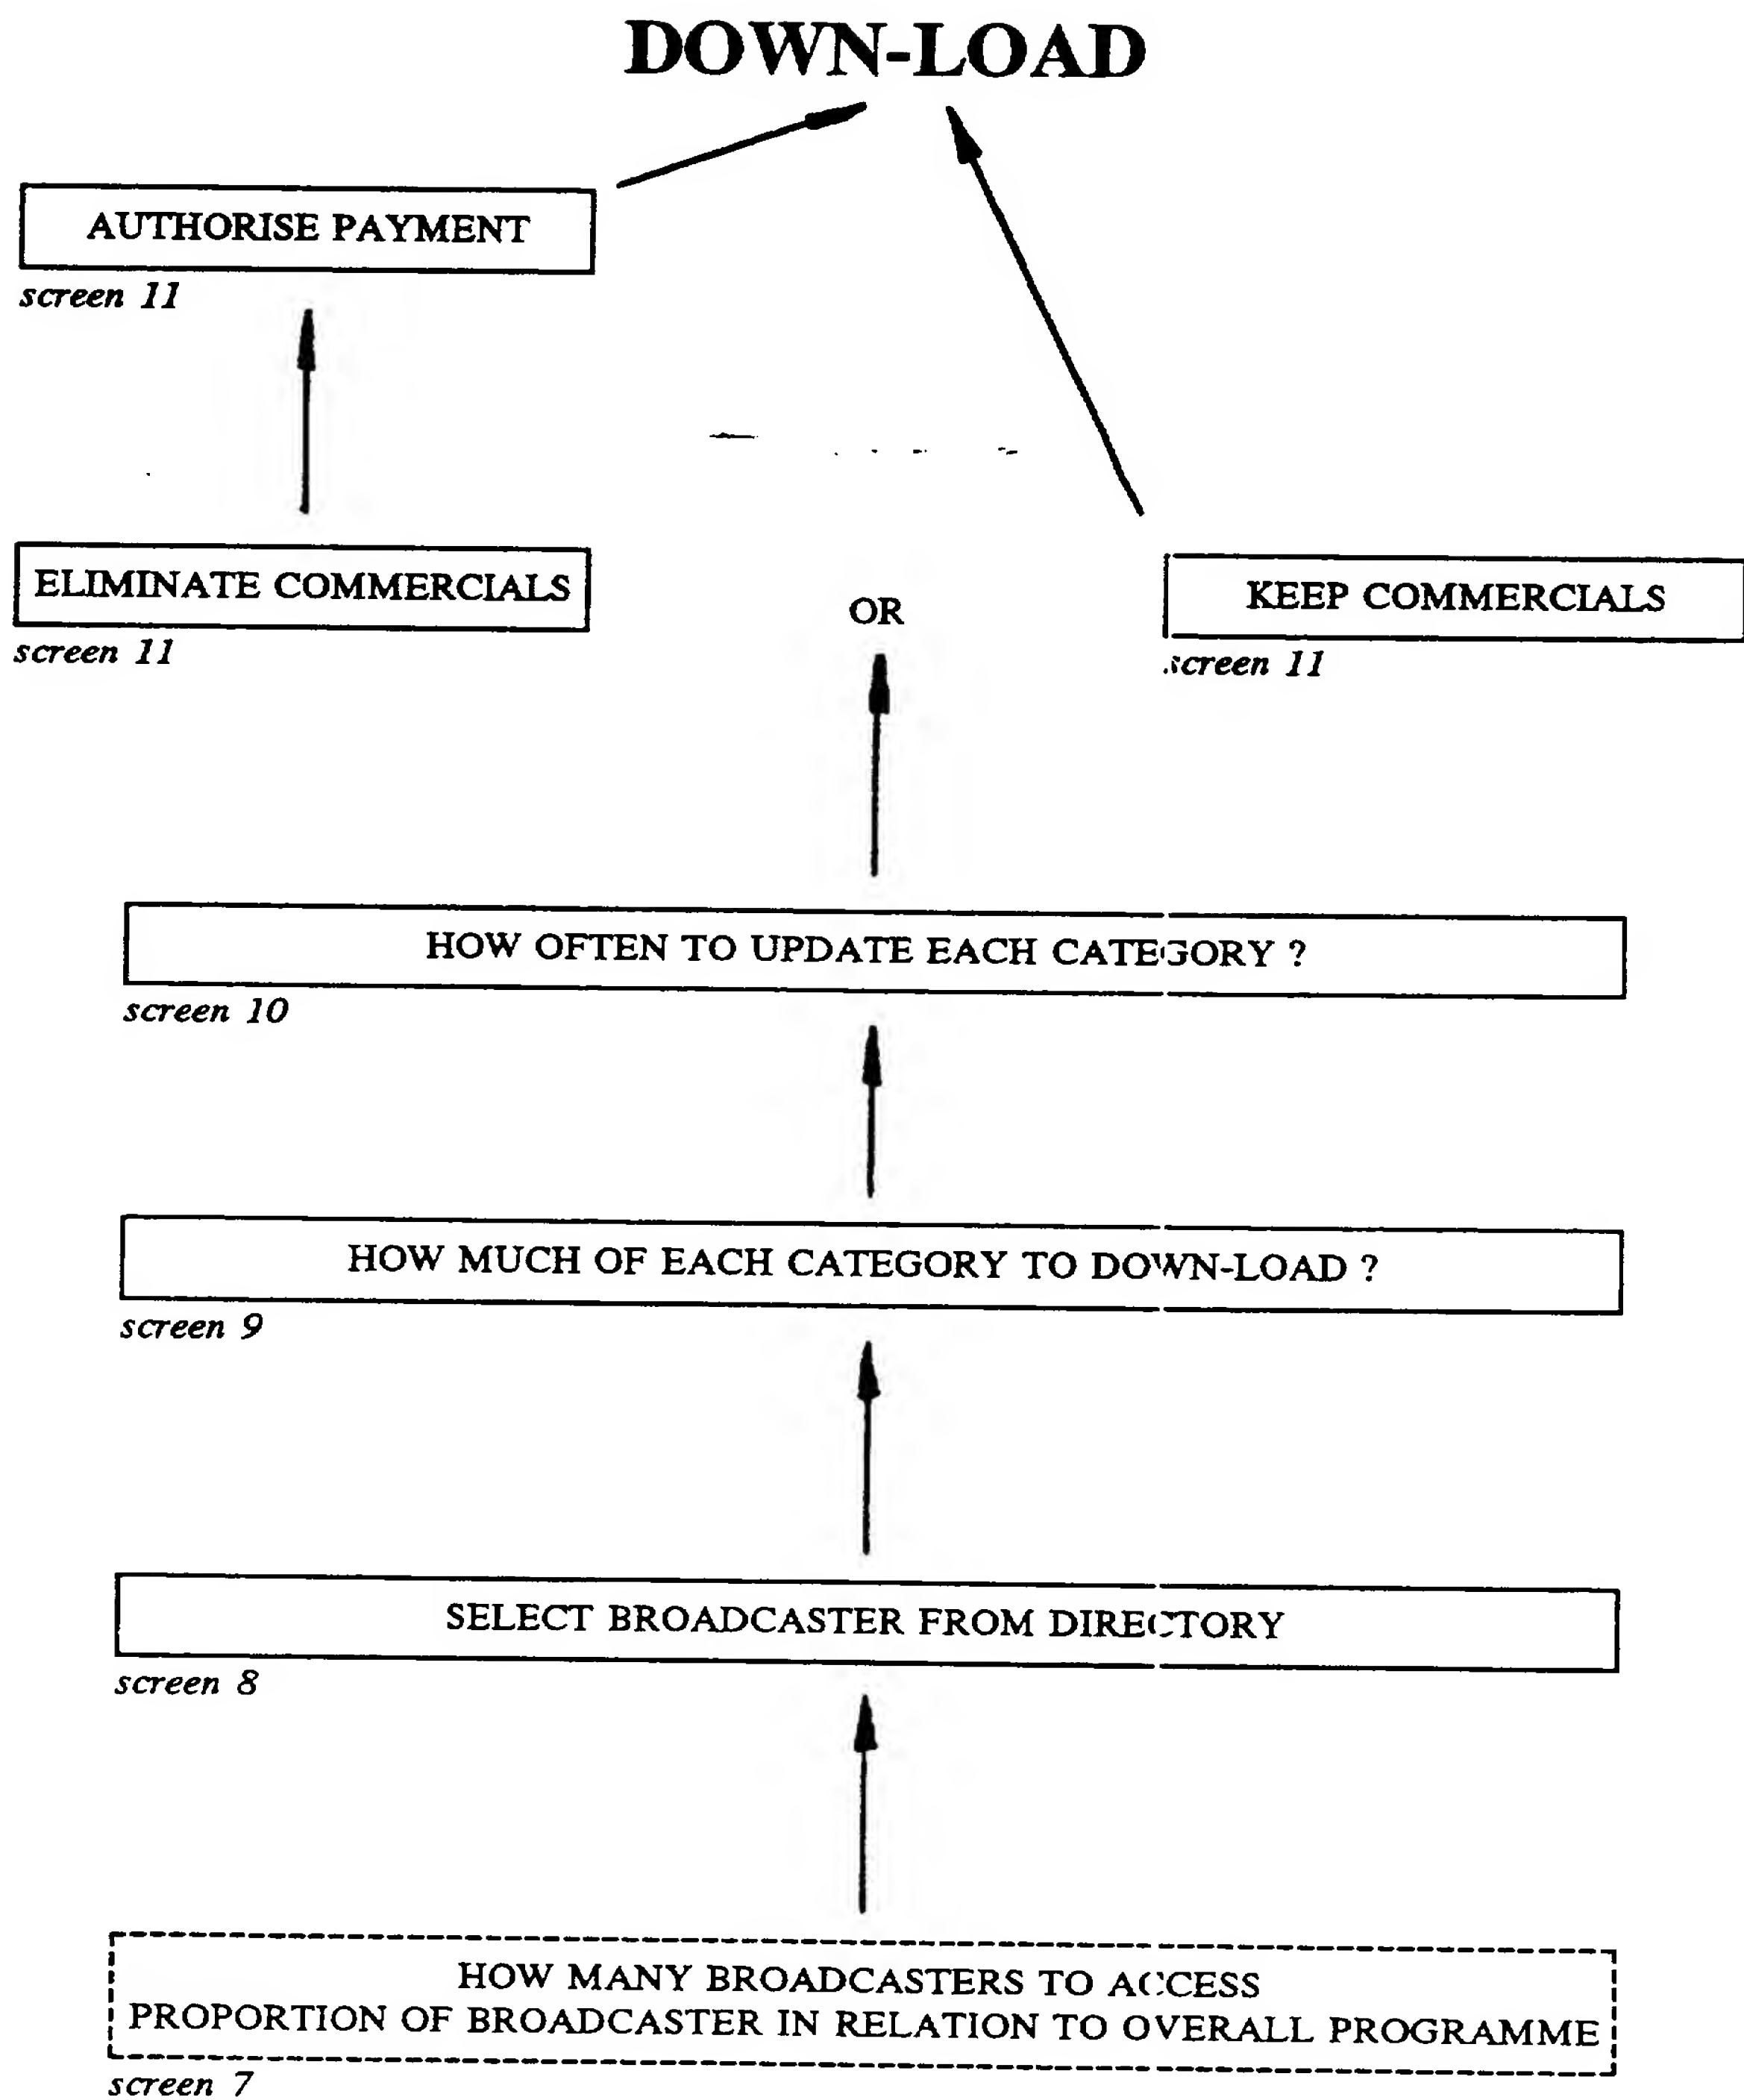 DOWN-LOAD
AUTHORISE PAYMENT
screen 11
ELIMINATE COMMERCIALS
screen 11
OR
KEEP COMMERCIALS
screen 11
HOW OFTEN TO UPDATE EACH CATEGORY ?
screen 10
HOW MUCH OF EACH CATEGORY TO DOWN-LOAD ?
screen 9
SELECT BROADCASTER FROM DIRECTORY
screen 8
HOW MANY BROADCASTERS TO ACCESS
PROPORTION OF BROADCASTER IN RELATION TO OVERALL PROGRAMME
screen 7